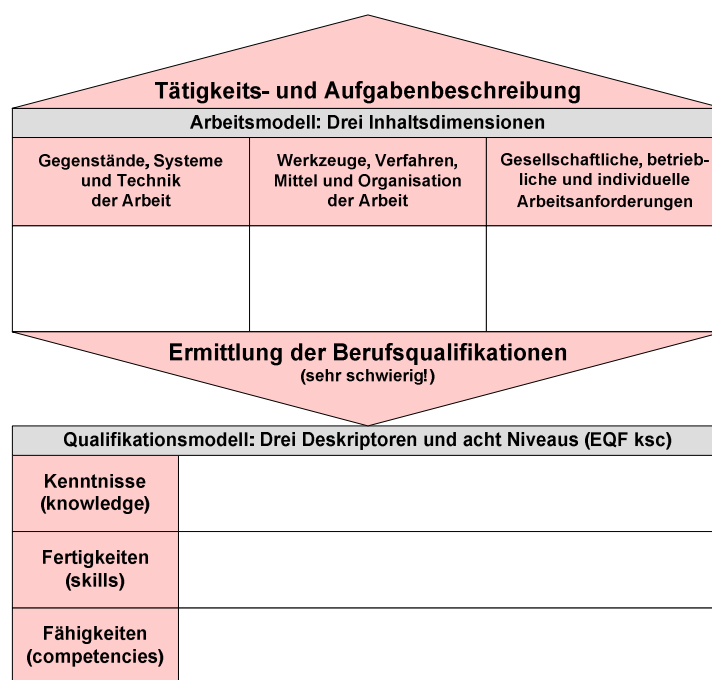 Tätigkeits- und Aufgabenbeschreibung
Arbeitsmodell: Drei Inhaltsdimensionen
Gegenstände, Systeme
und Technik
der Arbeit
Werkzeuge, Verfahren,
Mittel und Organisation
der Arbeit
Gesellschaftliche, betrieb-
liche und individuelle
Arbeitsanforderungen
Ermittlung der Berufsqualifikationen
(sehr schwierig!)
Qualifikationsmodell: Drei Deskriptoren und acht Niveaus (EQF ksc)
Kenntnisse
(knowledge)
Fertigkeiten
(skills)
Fähigkeiten
(competencies)